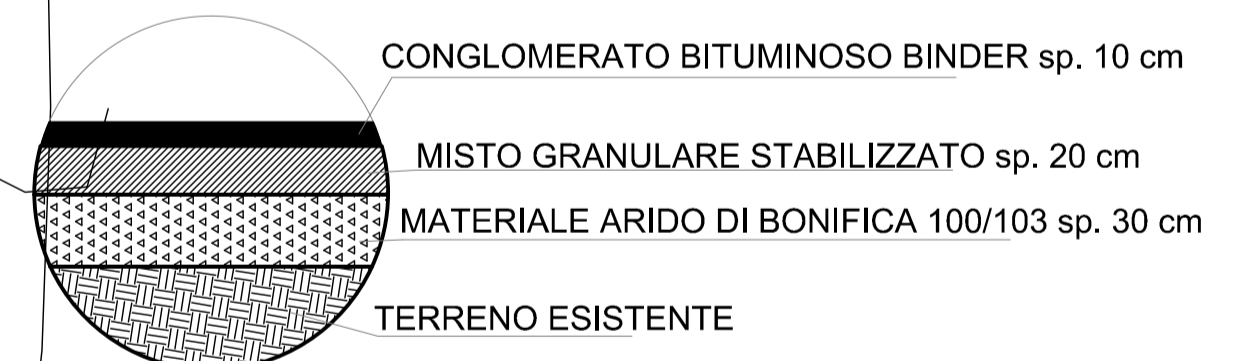 CONGLOMERATO BITUMINOSO BINDER sp. 10 cm
MISTO GRANULARE STABILIZZATO sp. 20 cm
MATERIALE ARIDO DI BONIFICA 100/103 sp. 30 cm
TERRENO ESISTENTE